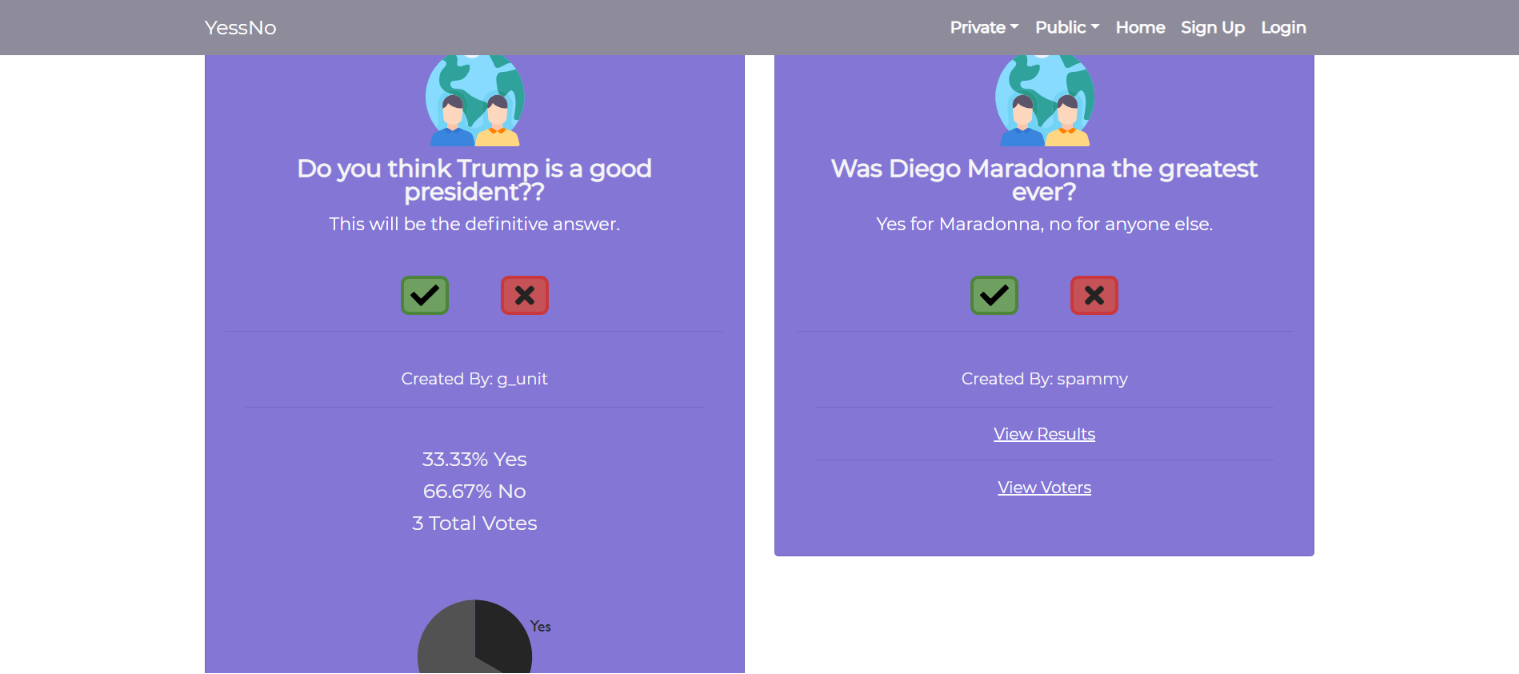 YessNo
Private
Public
Home
Sign Up
Login
Do you think Trump is a good
president??
This will be the definitive answer.
Created By: g_unit
33.33% Yes
66.67% No
3 Total Votes
Yes
Was Diego Maradonna the greatest
ever?
Yes for Maradonna, no for anyone else.
Created By: spammy
View Results
View Voters